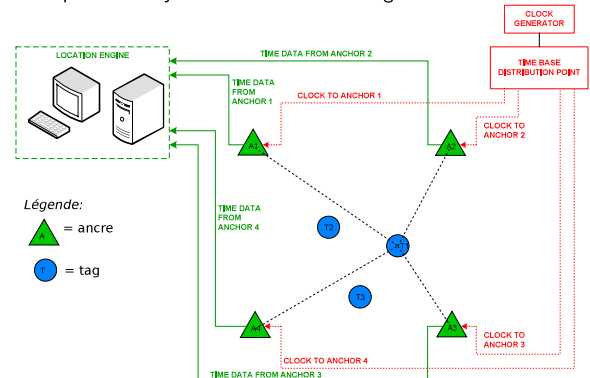 CLOCK
GENERATOR
TIME BASE
DISTRIBUTION POINT
LOCATION ENGINE
TIME DATA FROM ANCHOR 2
TIME DATA
FROM
ANCHOR 1
CLOCK TO ANCHOR 1
CLOCK TO
ANCHOR 2
A1
A2
Légende:
A
= ancre
T
= tag
TIME DATA
FROM
ANCHOR 4
T2
T1
T3
A4
A3
CLOCK TO
ANCHOR 3
CLOCK TO ANCHOR 4
TIME DATA FROM ANCHOR 3